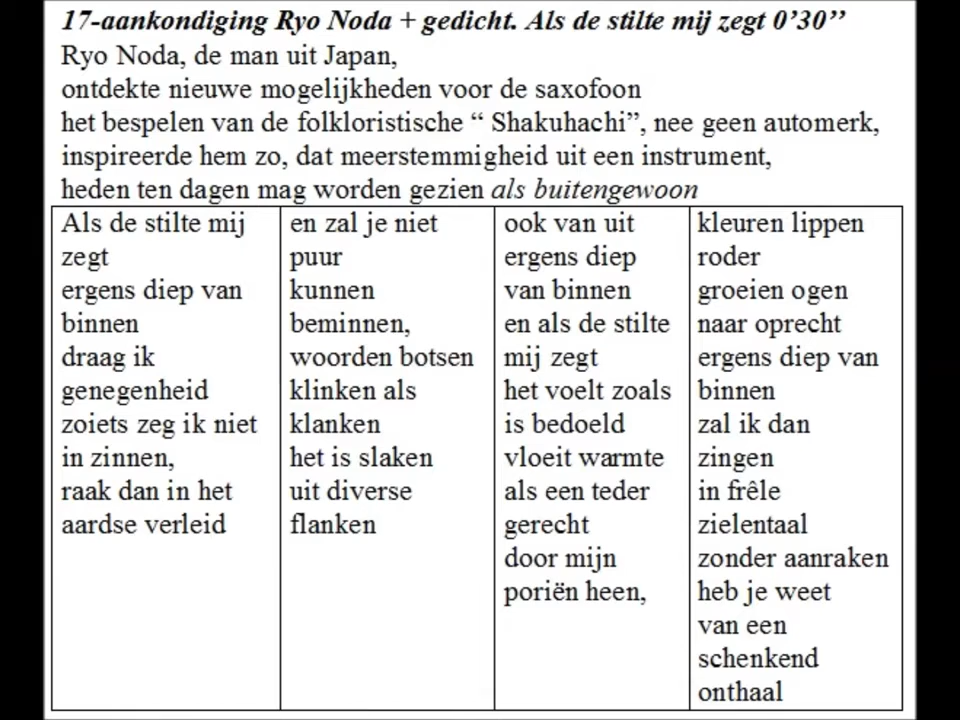 17-aankondiging Ryo Noda + gedicht. Als de stilte mij zegt 0’30’’
Ryo Noda, de man uit Japan,
ontdekte nieuwe mogelijkheden voor de saxofoon
het bespelen van de folkloristische “ Shakuhachi”, nee geen automerk,
inspireerde hem zo, dat meerstemmigheid uit een instrument,
heden ten dagen mag worden gezien als buitengewoon
Als de stilte mij
zegt
ergens diep van
binnen
draag ik
genegenheid
zoiets zeg ik niet
in zinnen,
raak dan in het
aardse verleid
en zal je niet
puur
kunnen
beminnen,
woorden botsen
klinken als
klanken
het is slaken
uit diverse
flanken
ook van uit
ergens diep
van binnen
en als de stilte
mij zegt
het voelt zoals
is bedoeld
vloeit warmte
als een teder
gerecht
door mijn
poriën heen,
kleuren lippen
roder
groeien ogen
naar oprecht
ergens diep van
binnen
zal ik dan
zingen
in frêle
zielentaal
zonder aanraken
heb je weet
van een
schenkend
onthaal